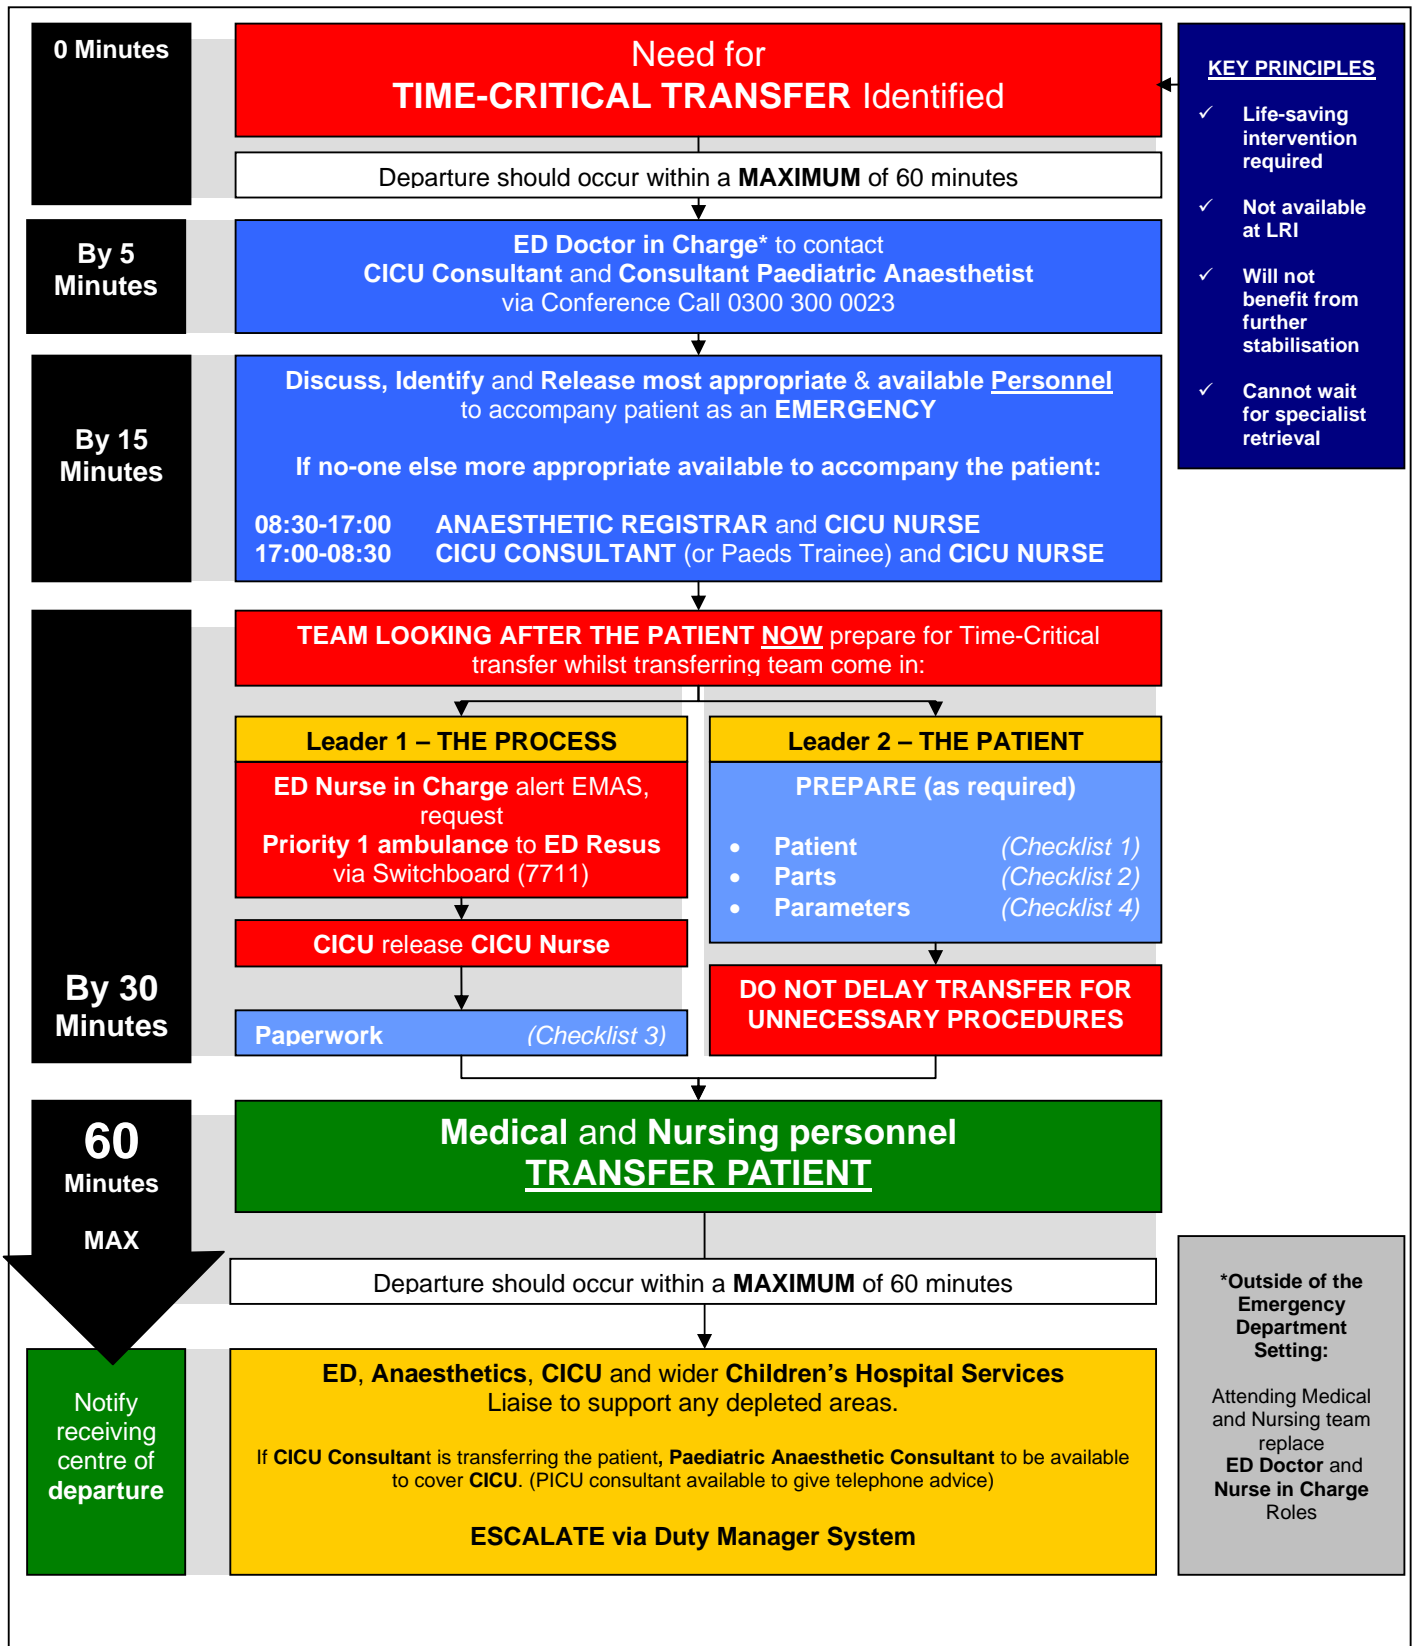 0 Minutes
Need for
TIME-CRITICAL TRANSFER Identified
Departure should occur within a MAXIMUM of 60 minutes
KEY PRINCIPLES
✓ Life-saving
intervention
required
✓ Not available
at LRI
✓ Will not
benefit from
further
stabilisation
✓ Cannot wait
for specialist
retrieval
By 5
Minutes
ED Doctor in Charge* to contact
CICU Consultant and Consultant Paediatric Anaesthetist
via Conference Call 0300 300 0023
By 15
Minutes
Discuss, Identify and Release most appropriate & available Personnel
to accompany patient as an EMERGENCY
If no-one else more appropriate available to accompany the patient:
08:30-17:00 ANAESTHETIC REGISTRAR and CICU NURSE
17:00-08:30 CICU CONSULTANT (or Paeds Trainee) and CICU NURSE
By 30
Minutes
TEAM LOOKING AFTER THE PATIENT NOW prepare for Time-Critical
transfer whilst transferring team come in:
Leader 1 – THE PROCESS
ED Nurse in Charge alert EMAS,
request
Priority 1 ambulance to ED Resus
via Switchboard (7711)
CICU release CICU Nurse
Paperwork (Checklist 3)
Leader 2 – THE PATIENT
PREPARE (as required)
• Patient (Checklist 1)
• Parts (Checklist 2)
• Parameters (Checklist 4)
DO NOT DELAY TRANSFER FOR
UNNECESSARY PROCEDURES
60
Minutes
MAX
Medical and Nursing personnel
TRANSFER PATIENT
Departure should occur within a MAXIMUM of 60 minutes
Notify
receiving
centre of
departure
ED, Anaesthetics, CICU and wider Children's Hospital Services
Liaise to support any depleted areas.
If CICU Consultant is transferring the patient, Paediatric Anaesthetic Consultant to be available
to cover CICU. (PICU consultant available to give telephone advice)
ESCALATE via Duty Manager System
*Outside of the
Emergency
Department
Setting:
Attending Medical
and Nursing team
replace
ED Doctor and
Nurse in Charge
Roles